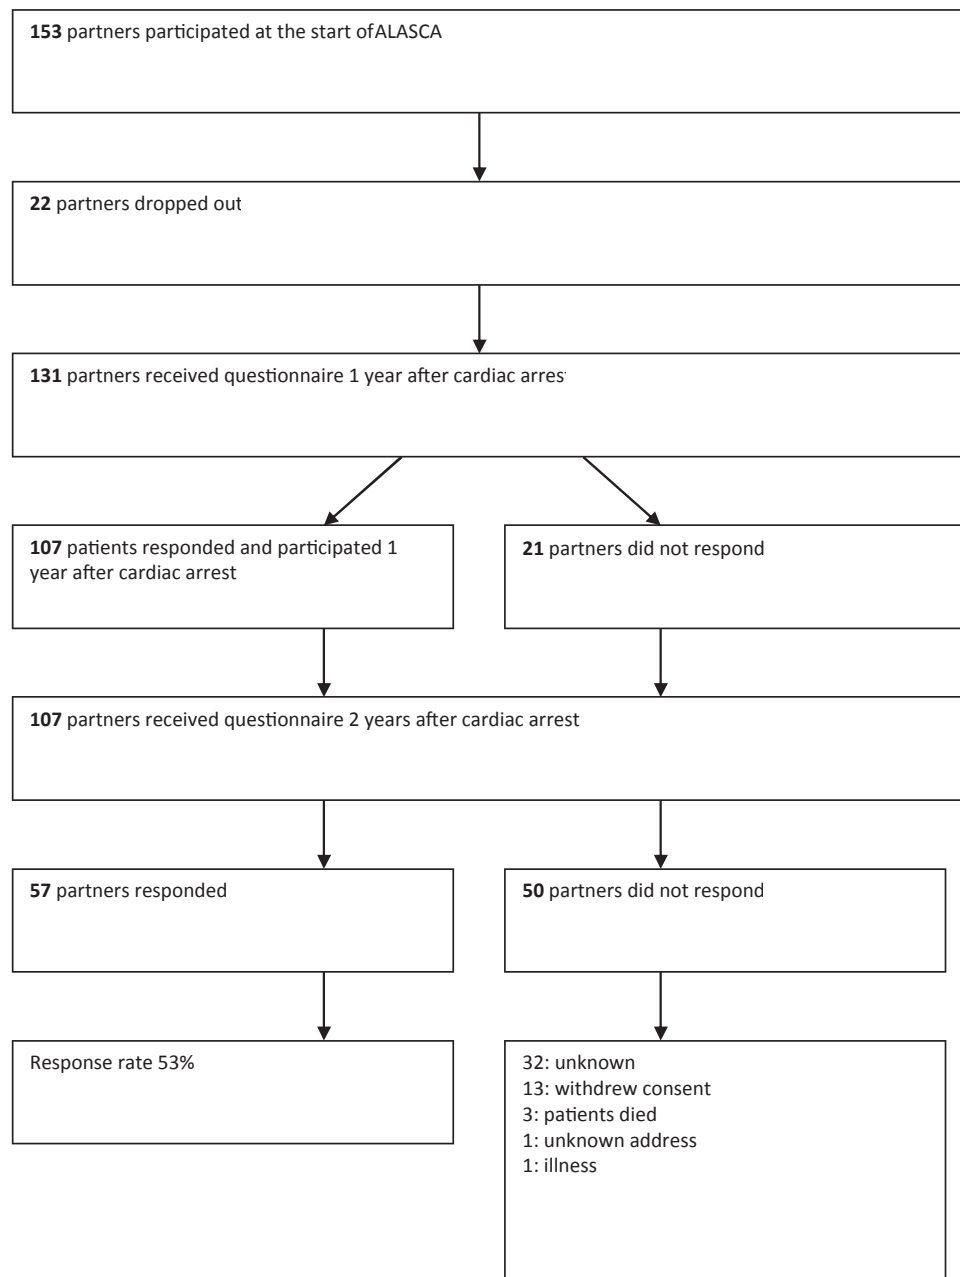 153 partners participated at the start ofALASCA
22 partners dropped out
131 partners received questionnaire 1 year after cardiac arres
107 patients responded and participated 1
year after cardiac arrest
21 partners did not respond
107 partners received questionnaire 2 years after cardiac arrest
57 partners responded
50 partners did not respond
Response rate 53%
32: unknown
13: withdrew consent
3: patients died
1: unknown address
1: illness